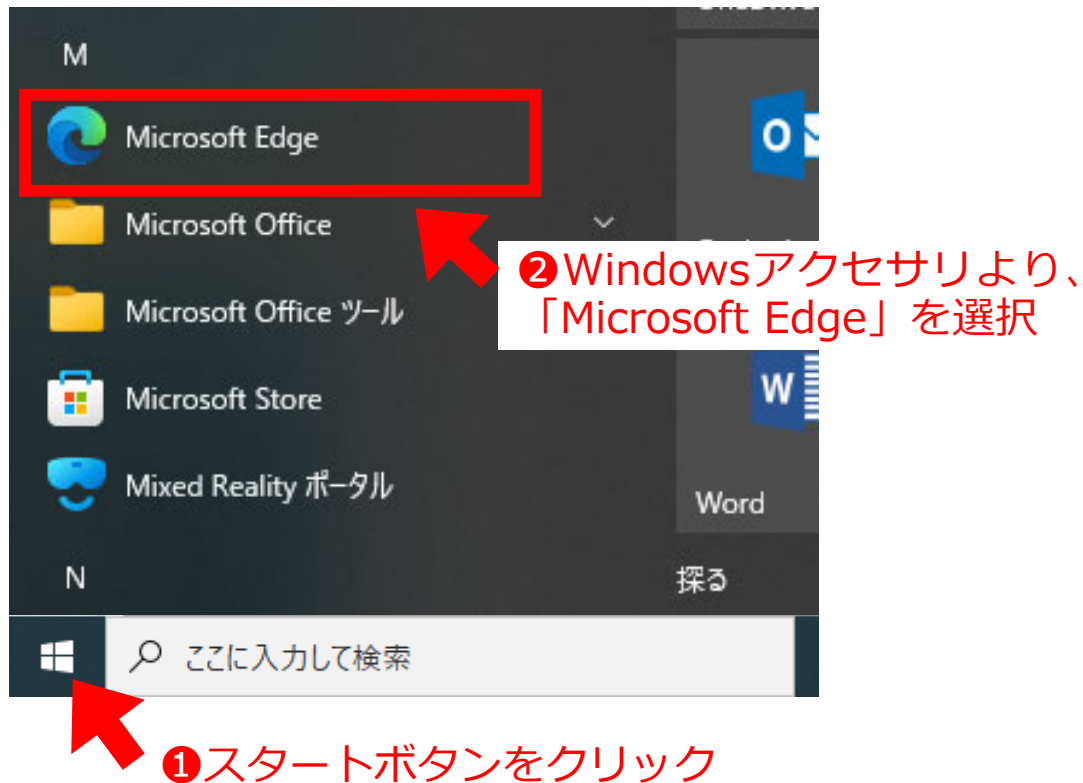 M
Microsoft Edge
Microsoft Office
❷Windowsアクセサリより、
「Microsoft Edge」を選択
Microsoft Office ツール
Microsoft Store
W
Mixed Reality ポータル
Word
N
探る
ここに入力して検索
❶スタートボタンをクリック